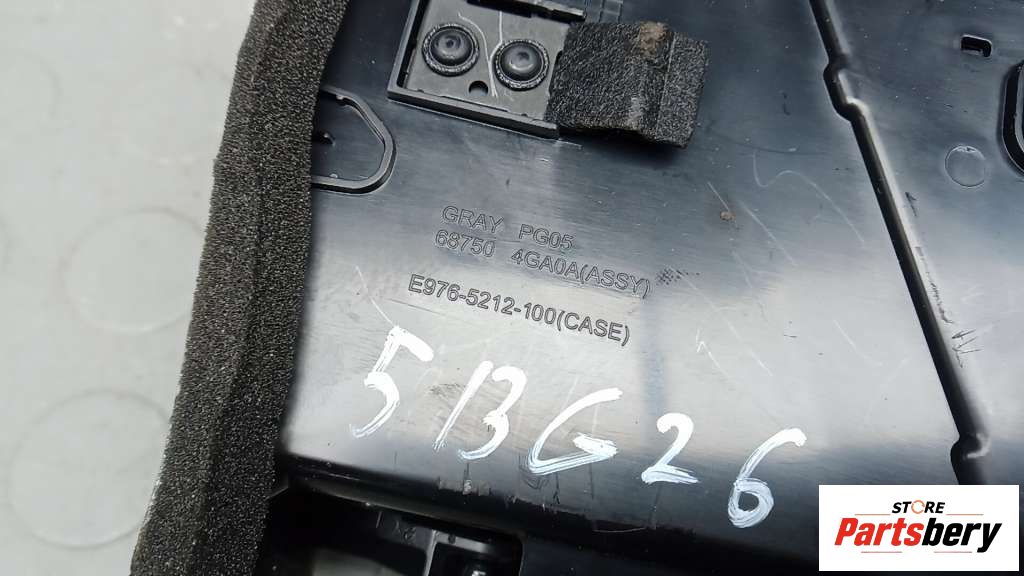 GRAY PG05
68750 4GA0A(ASSY)
E976-5212-100(CASE)
513G26
STORE
Partsbery